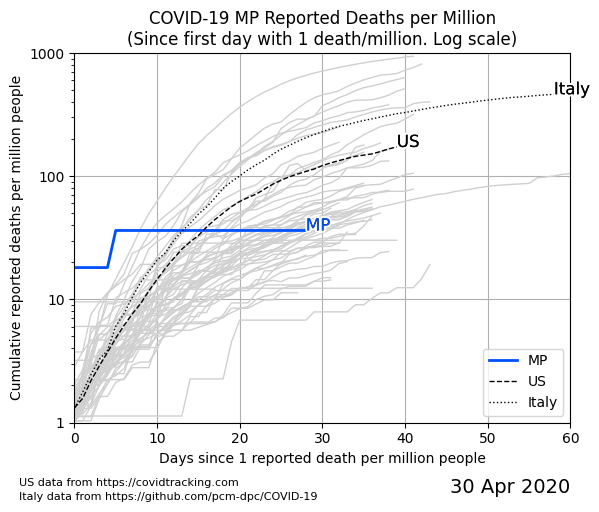 COVID-19 MP Reported Deaths per Million
(Since first day with 1 death/million. Log scale)
Cumulative reported deaths per million people
1000
100
10
1
Italy
US
MP
MP
US
Italy
0 10 20 30 40 50 60
Days since 1 reported death per million people
US data from https://covidtracking.com
Italy data from https://github.com/pcm-dpc/COVID-19
30 Apr 2020